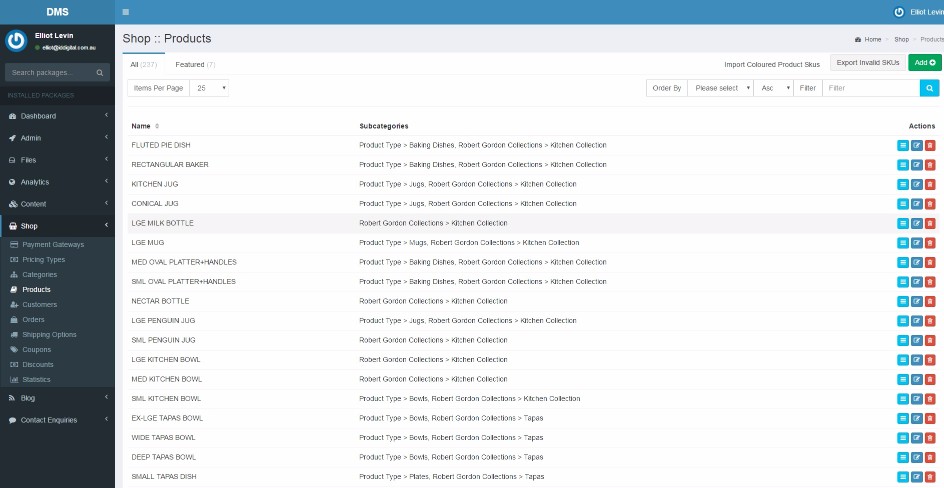 DMS
Elliot Levin
Elliot Levin
elliot@iddigital.com.au
Shop :: Products
Home
Shop
Products
Search packages..
All (227)
Featured (7)
Import Coloured Product Skus
Export Invalid SKUs
Add
INSTALLED PACKAGES
Items Per Page 25
Order By Please select Asc Filter Filter
Dashboard
Admin
Files
Analytics
Content
Shop
Payment Gateways
Pricing Types
Categories
Products
Customers
Orders
Shipping Options
Coupons
Discounts
Statistics
Blog
Contact Enquiries
Name Subcategories Actions
FLUTED PIE DISH Product Type > Baking Dishes, Robert Gordon Collections > Kitchen Collection
RECTANGULAR BAKER Product Type > Baking Dishes, Robert Gordon Collections > Kitchen Collection
KITCHEN JUG Product Type > Jugs, Robert Gordon Collections > Kitchen Collection
CONICAL JUG Product Type > Jugs, Robert Gordon Collections > Kitchen Collection
LGE MILK BOTTLE Robert Gordon Collections > Kitchen Collection
LGE MUG Product Type > Mugs, Robert Gordon Collections > Kitchen Collection
MED OVAL PLATTER+HANDLES Product Type > Baking Dishes, Robert Gordon Collections > Kitchen Collection
SML OVAL PLATTER+HANDLES Product Type > Baking Dishes, Robert Gordon Collections > Kitchen Collection
NECTAR BOTTLE Robert Gordon Collections > Kitchen Collection
LGE PENGUIN JUG Product Type > Jugs, Robert Gordon Collections > Kitchen Collection
SML PENGUIN JUG Robert Gordon Collections > Kitchen Collection
LGE KITCHEN BOWL Robert Gordon Collections > Kitchen Collection
MED KITCHEN BOWL Robert Gordon Collections > Kitchen Collection
SML KITCHEN BOWL Product Type > Bowls, Robert Gordon Collections > Kitchen Collection
EX-LGE TAPAS BOWL Product Type > Bowls, Robert Gordon Collections > Tapas
WIDE TAPAS BOWL Product Type > Bowls, Robert Gordon Collections > Tapas
DEEP TAPAS BOWL Product Type > Bowls, Robert Gordon Collections > Tapas
SMALL TAPAS DISH Product Type > Plates, Robert Gordon Collections > Tapas